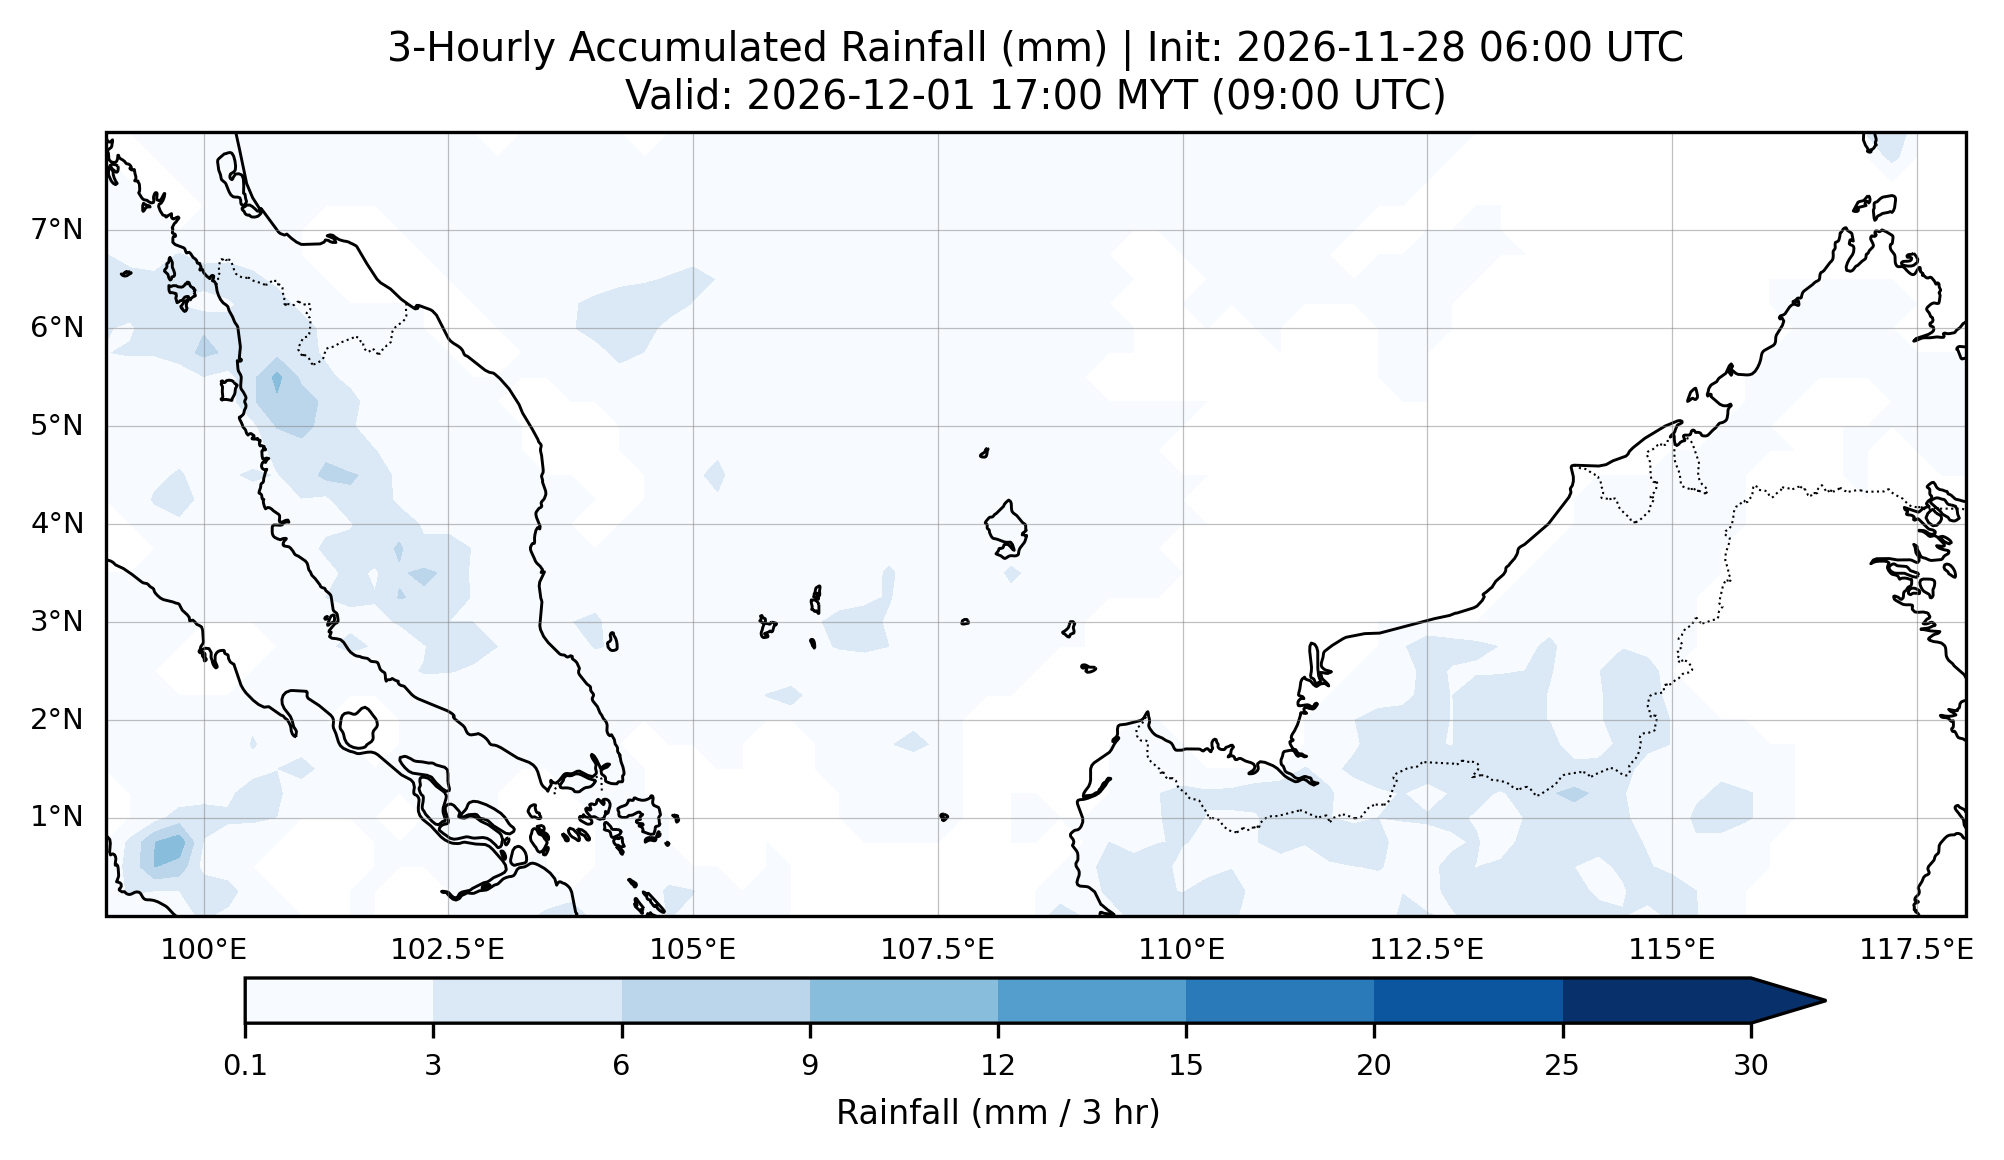 3-Hourly Accumulated Rainfall (mm) | Init: 2026-11-28 06:00 UTC
Valid: 2026-12-01 17:00 MYT (09:00 UTC)
7°N
6°N
5°N
4°N
3°N
2°N
1°N
100°E 102.5°E 105°E 107.5°E 110°E 112.5°E 115°E 117.5°E
0.1 3 6 9 12 15 20 25 30
Rainfall (mm / 3 hr)